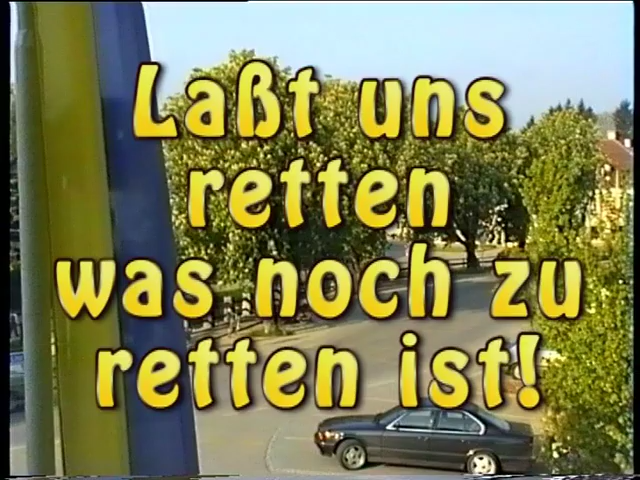 Laßt uns
retten
was noch zu
retten ist!